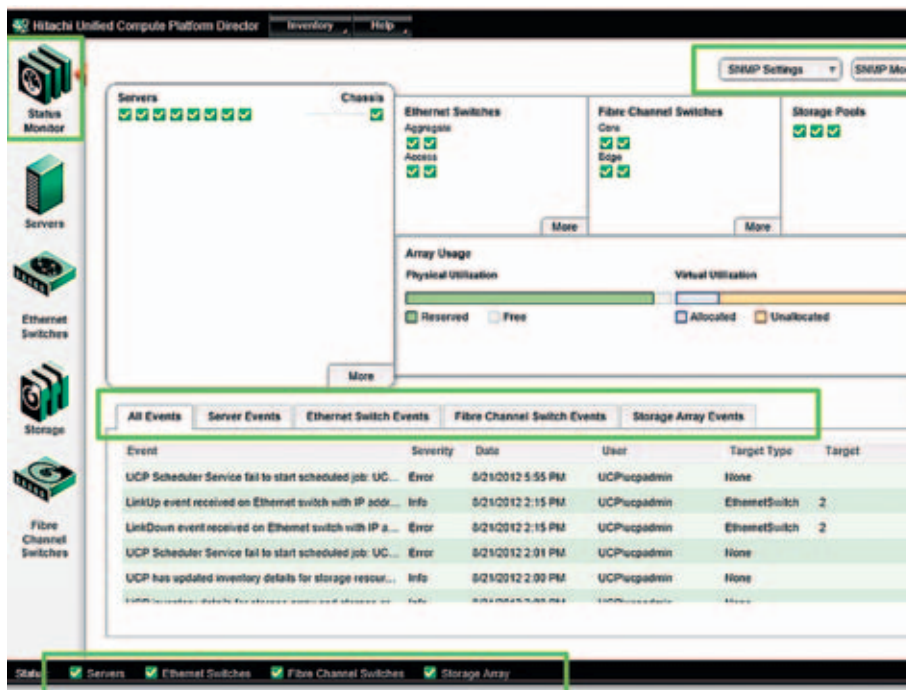 Hitachi Unified Compute Platform Director
Inventory
Help
Status
Monitor
Servers
Ethernet
Switches
Storage
Fibre
Channel
Switches
SNMP Settings
SNMP Mo
Servers
Chassis
More
Ethernet Switches
Aggregate
Access
More
Fibre Channel Switches
Core
Edge
More
Storage Pools
Array Usage
Physical Utilization
Virtual Utilization
Reserved
Free
Allocated
Unallocated
All Events
Server Events
Ethernet Switch Events
Fibre Channel Switch Events
Storage Array Events
Event Severity Date User Target Type Target
UCP Scheduler Service fail to start scheduled job: UC... Error 8/21/2012 5:55 PM UCP\ucpadmin None
LinkUp event received on Ethernet switch with IP addr... Info 8/21/2012 2:15 PM UCP\ucpadmin EthernetSwitch 2
LinkDown event received on Ethernet switch with IP a... Error 8/21/2012 2:15 PM UCP\ucpadmin EthernetSwitch 2
UCP Scheduler Service fail to start scheduled job: UC... Error 8/21/2012 2:01 PM UCP\ucpadmin None
UCP has updated inventory details for storage resour... Info 8/21/2012 2:00 PM UCP\ucpadmin None
Status
Servers
Ethernet Switches
Fibre Channel Switches
Storage Array